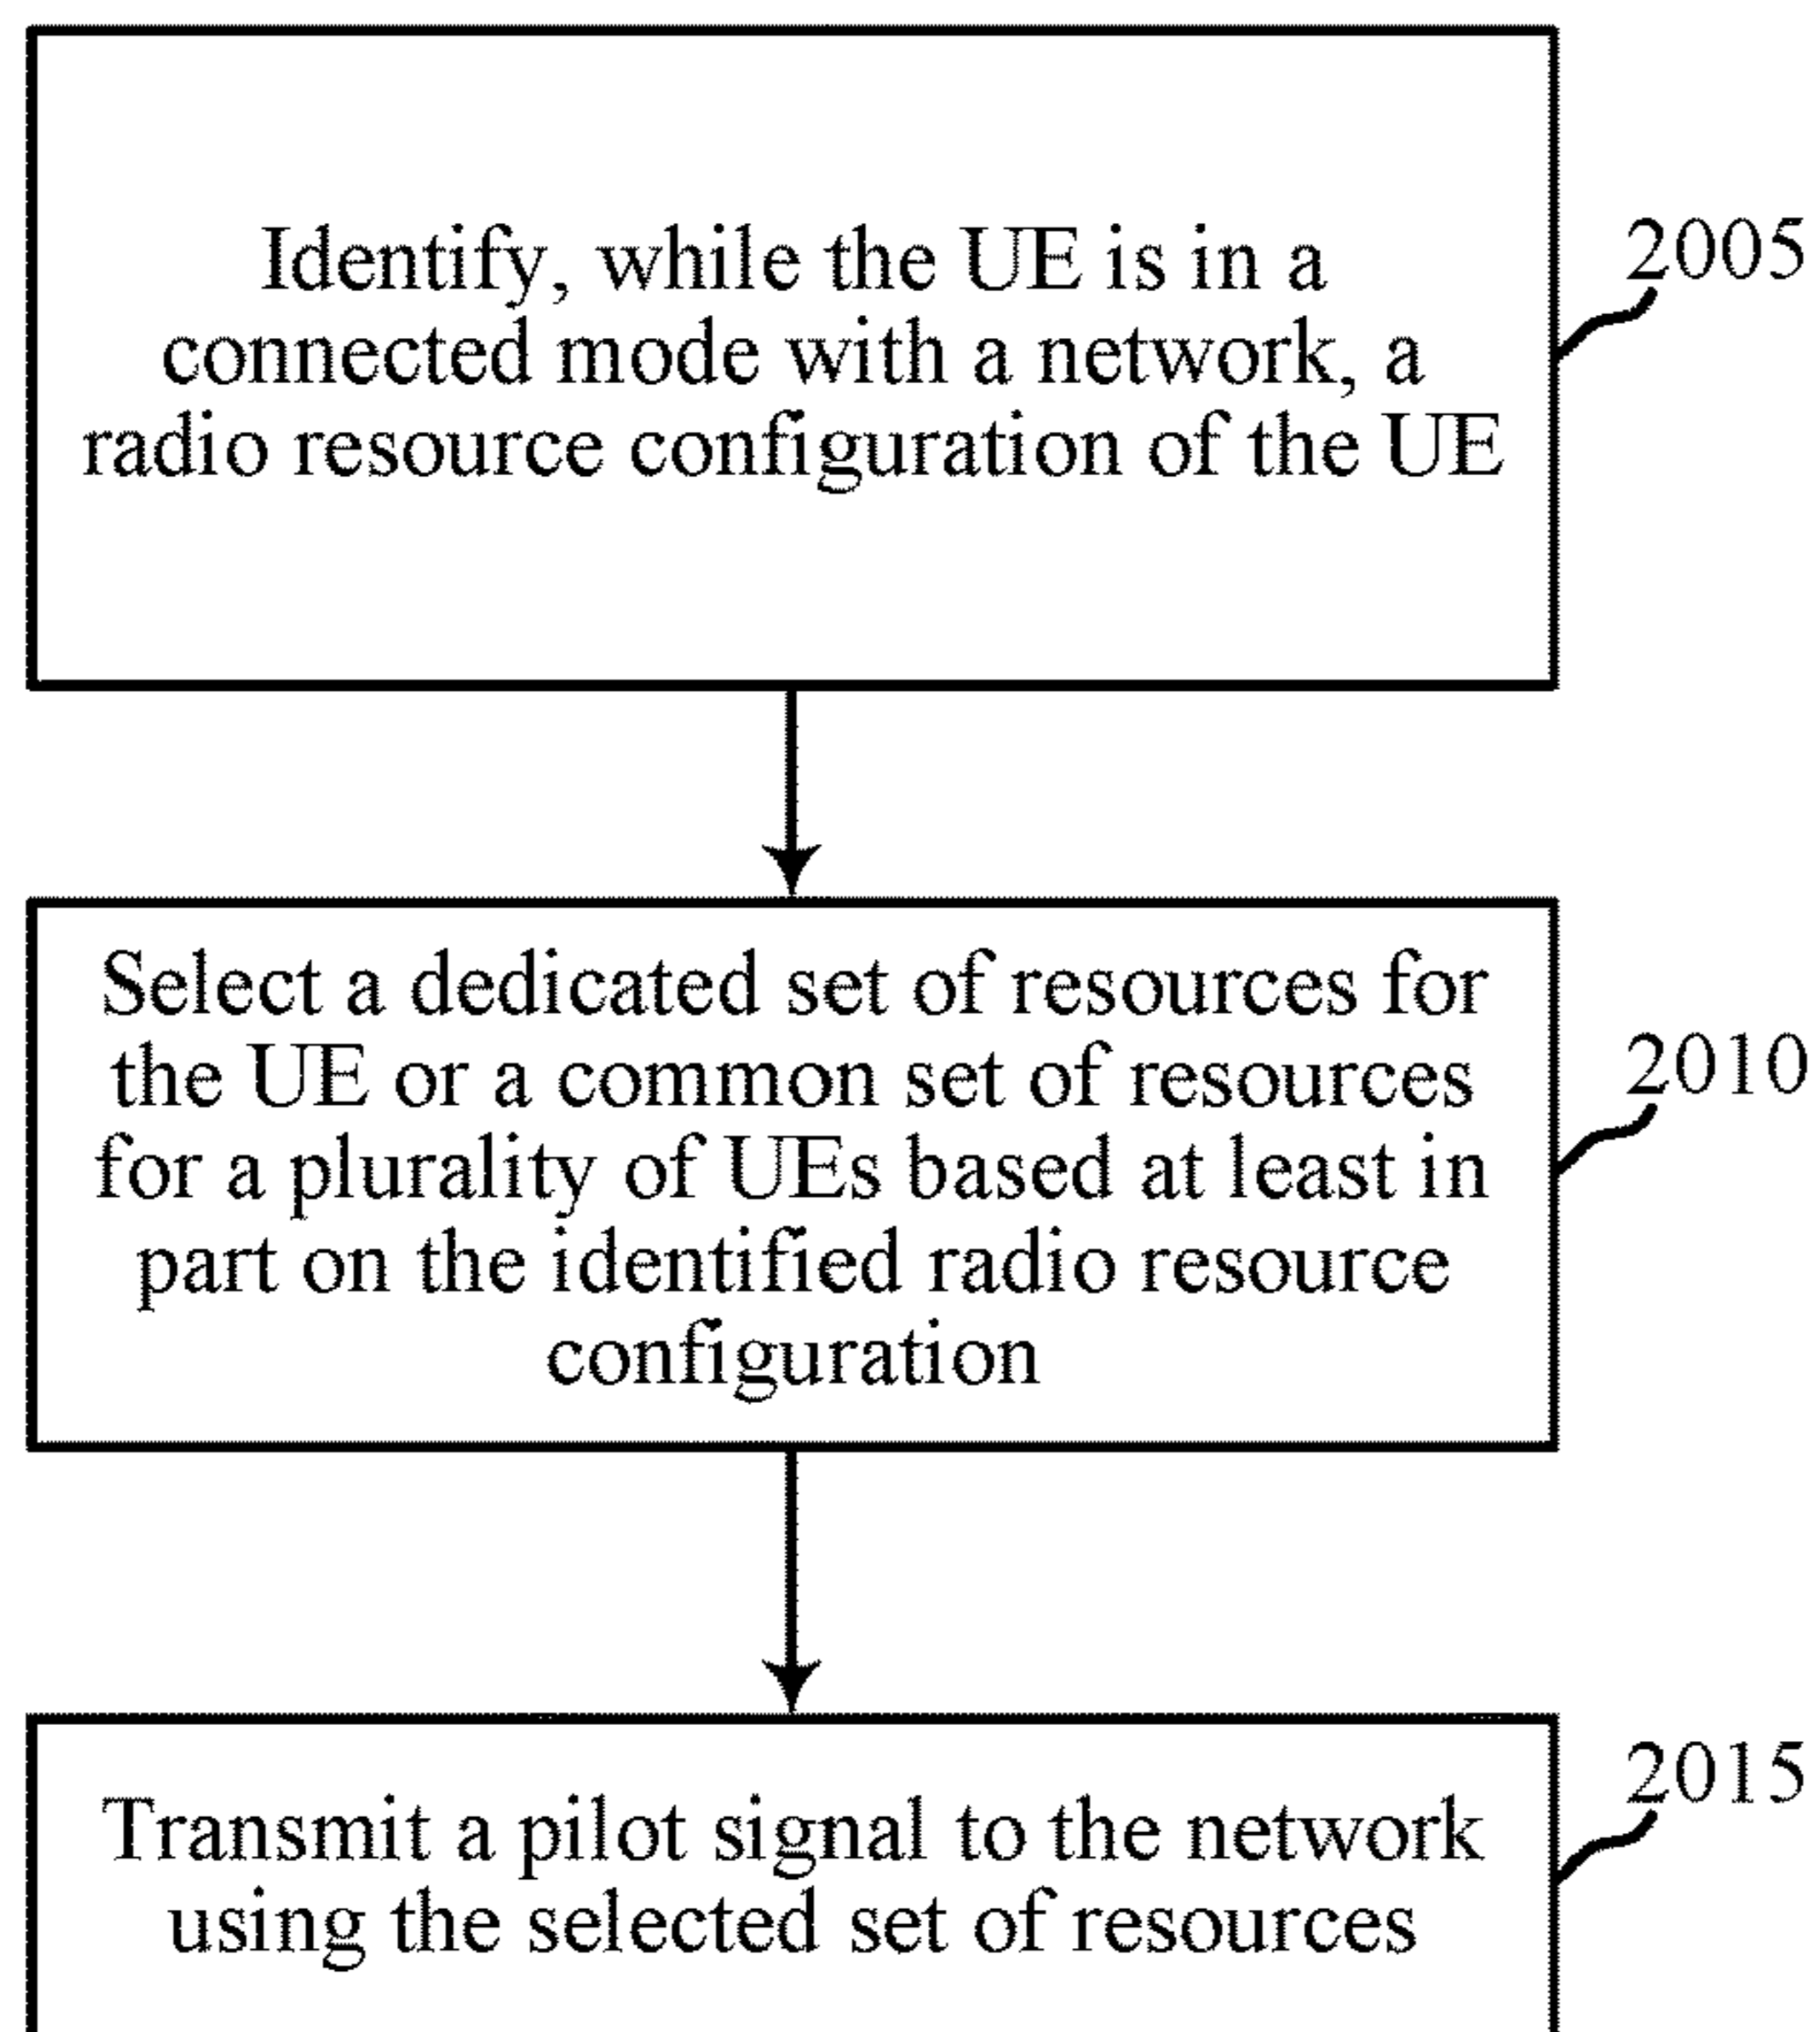 Identify, while the UE is in a
connected mode with a network, a
radio resource configuration of the UE
2005
Select a dedicated set of resources for
the UE or a common set of resources
for a plurality of UEs based at least in
part on the identified radio resource
configuration
2010
Transmit a pilot signal to the network
using the selected set of resources
2015